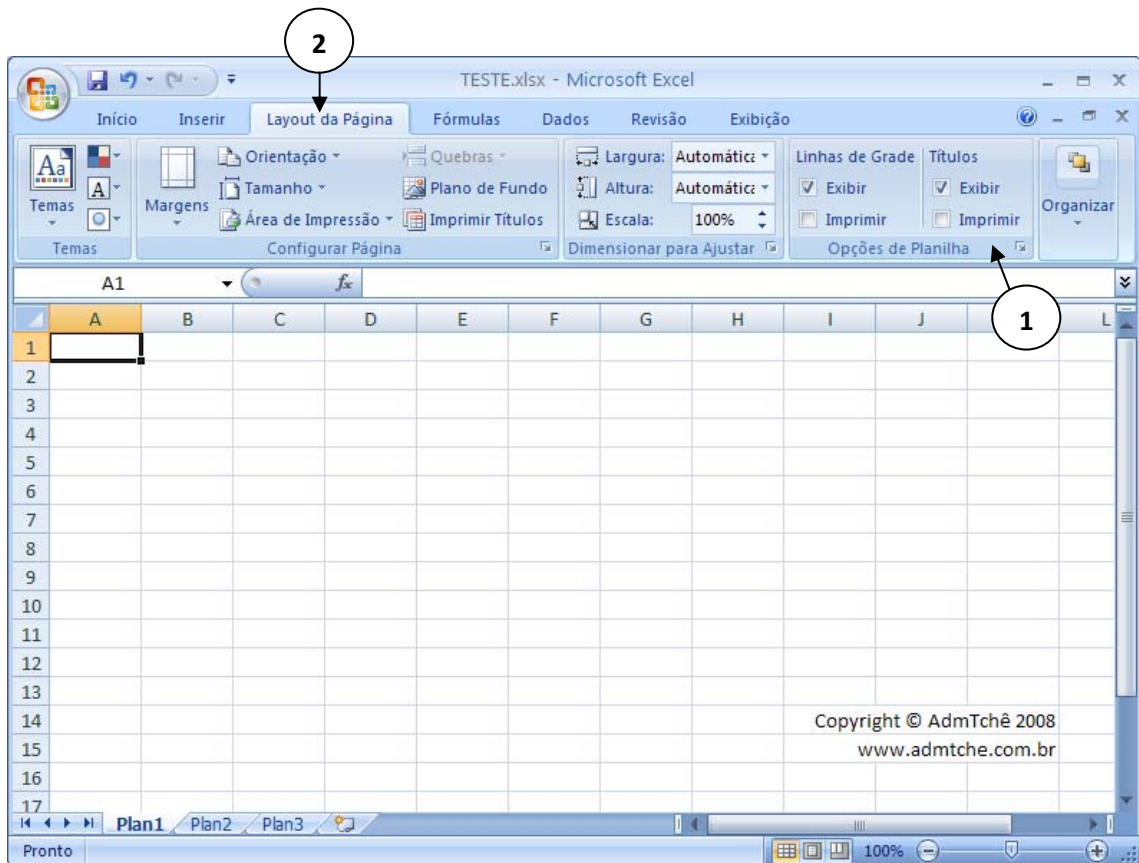 2
TESTE.xlsx - Microsoft Excel
Início Inserir Layout da Página Fórmulas Dados Revisão Exibição
Aa Orientação Quebras Largura: Automática Linhas de Grade Títulos
A Tamanho Plano de Fundo Altura: Automática Exibir Exibir
Temas Margens Área de Impressão Imprimir Títulos Escala: 100% Imprimir Imprimir Organizar
Temas Configurar Página Dimensionar para Ajustar Opções de Planilha
A1 fx
1
A B C D E F G H I J L
1
2
3
4
5
6
7
8
9
10
11
12
13
14 Copyright © AdmTchê 2008
15 www.admtche.com.br
16
17
Plan1 Plan2 Plan3
Pronto 100%